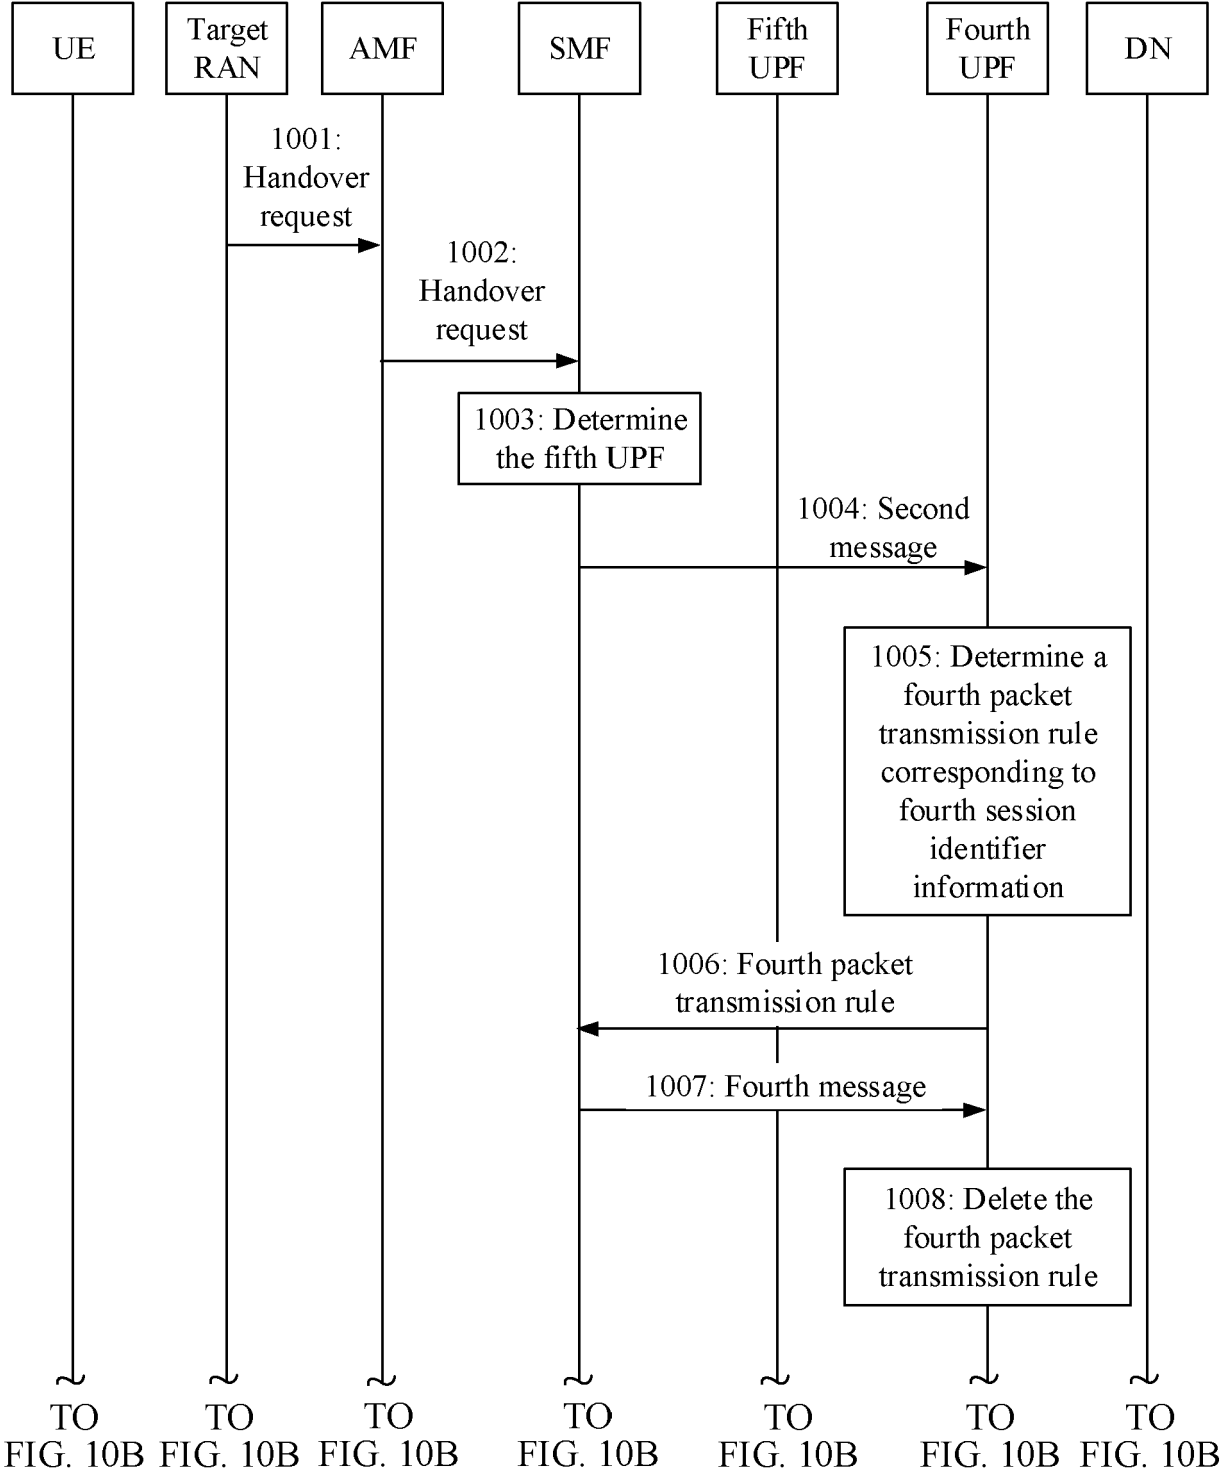 UE
Target
RAN
AMF
SMF
Fifth
UPF
Fourth
UPF
DN
1001:
Handover
request
1002:
Handover
request
1003: Determine
the fifth UPF
1004: Second
message
1005: Determine a
fourth packet
transmission rule
corresponding to
fourth session
identifier
information
1006: Fourth packet
transmission rule
1007: Fourth message
1008: Delete the
fourth packet
transmission rule
TO
FIG. 10B
TO
FIG. 10B
TO
FIG. 10B
TO
FIG. 10B
TO
FIG. 10B
TO
FIG. 10B
TO
FIG. 10B